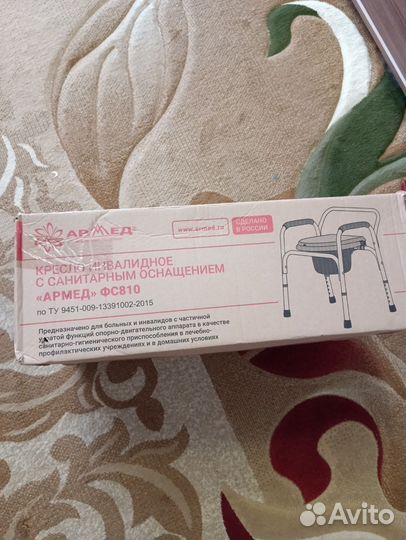 АРМЕД
www.armed.ru
СДЕЛАНО
В РОССИИ
КРЕСЛО ИНВАЛИДНОЕ
С САНИТАРНЫМ ОСНАЩЕНИЕМ
«АРМЕД» ФС810
по ТУ 9451-009-13391002-2015
Предназначено для больных и инвалидов с частичной
утратой функций опорно-двигательного аппарата в качестве
санитарно-гигиенического приспособления в лечебно-
профилактических учреждениях и в домашних условиях
Avito